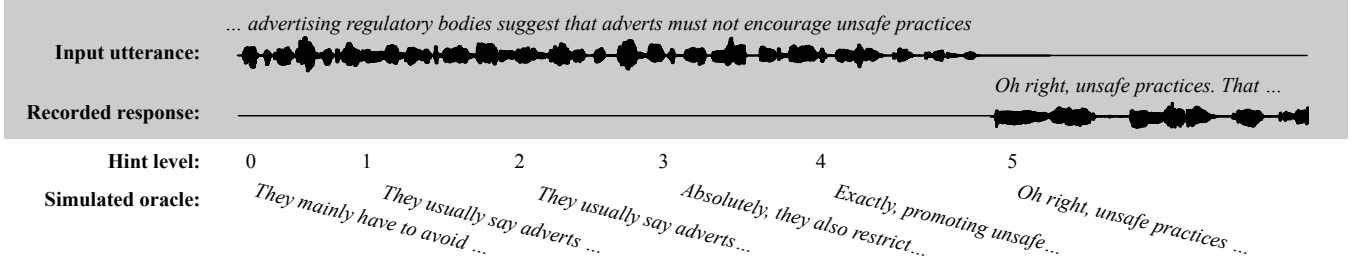 … advertising regulatory bodies suggest that adverts must not encourage unsafe practices
Input utterance:
Oh right, unsafe practices. That …
Recorded response:
Hint level: 0 1 2 3 4 5
Simulated oracle:
They mainly have to avoid …
They usually say adverts …
They usually say adverts…
Absolutely, they also restrict…
Exactly, promoting unsafe…
Oh right, unsafe practices …